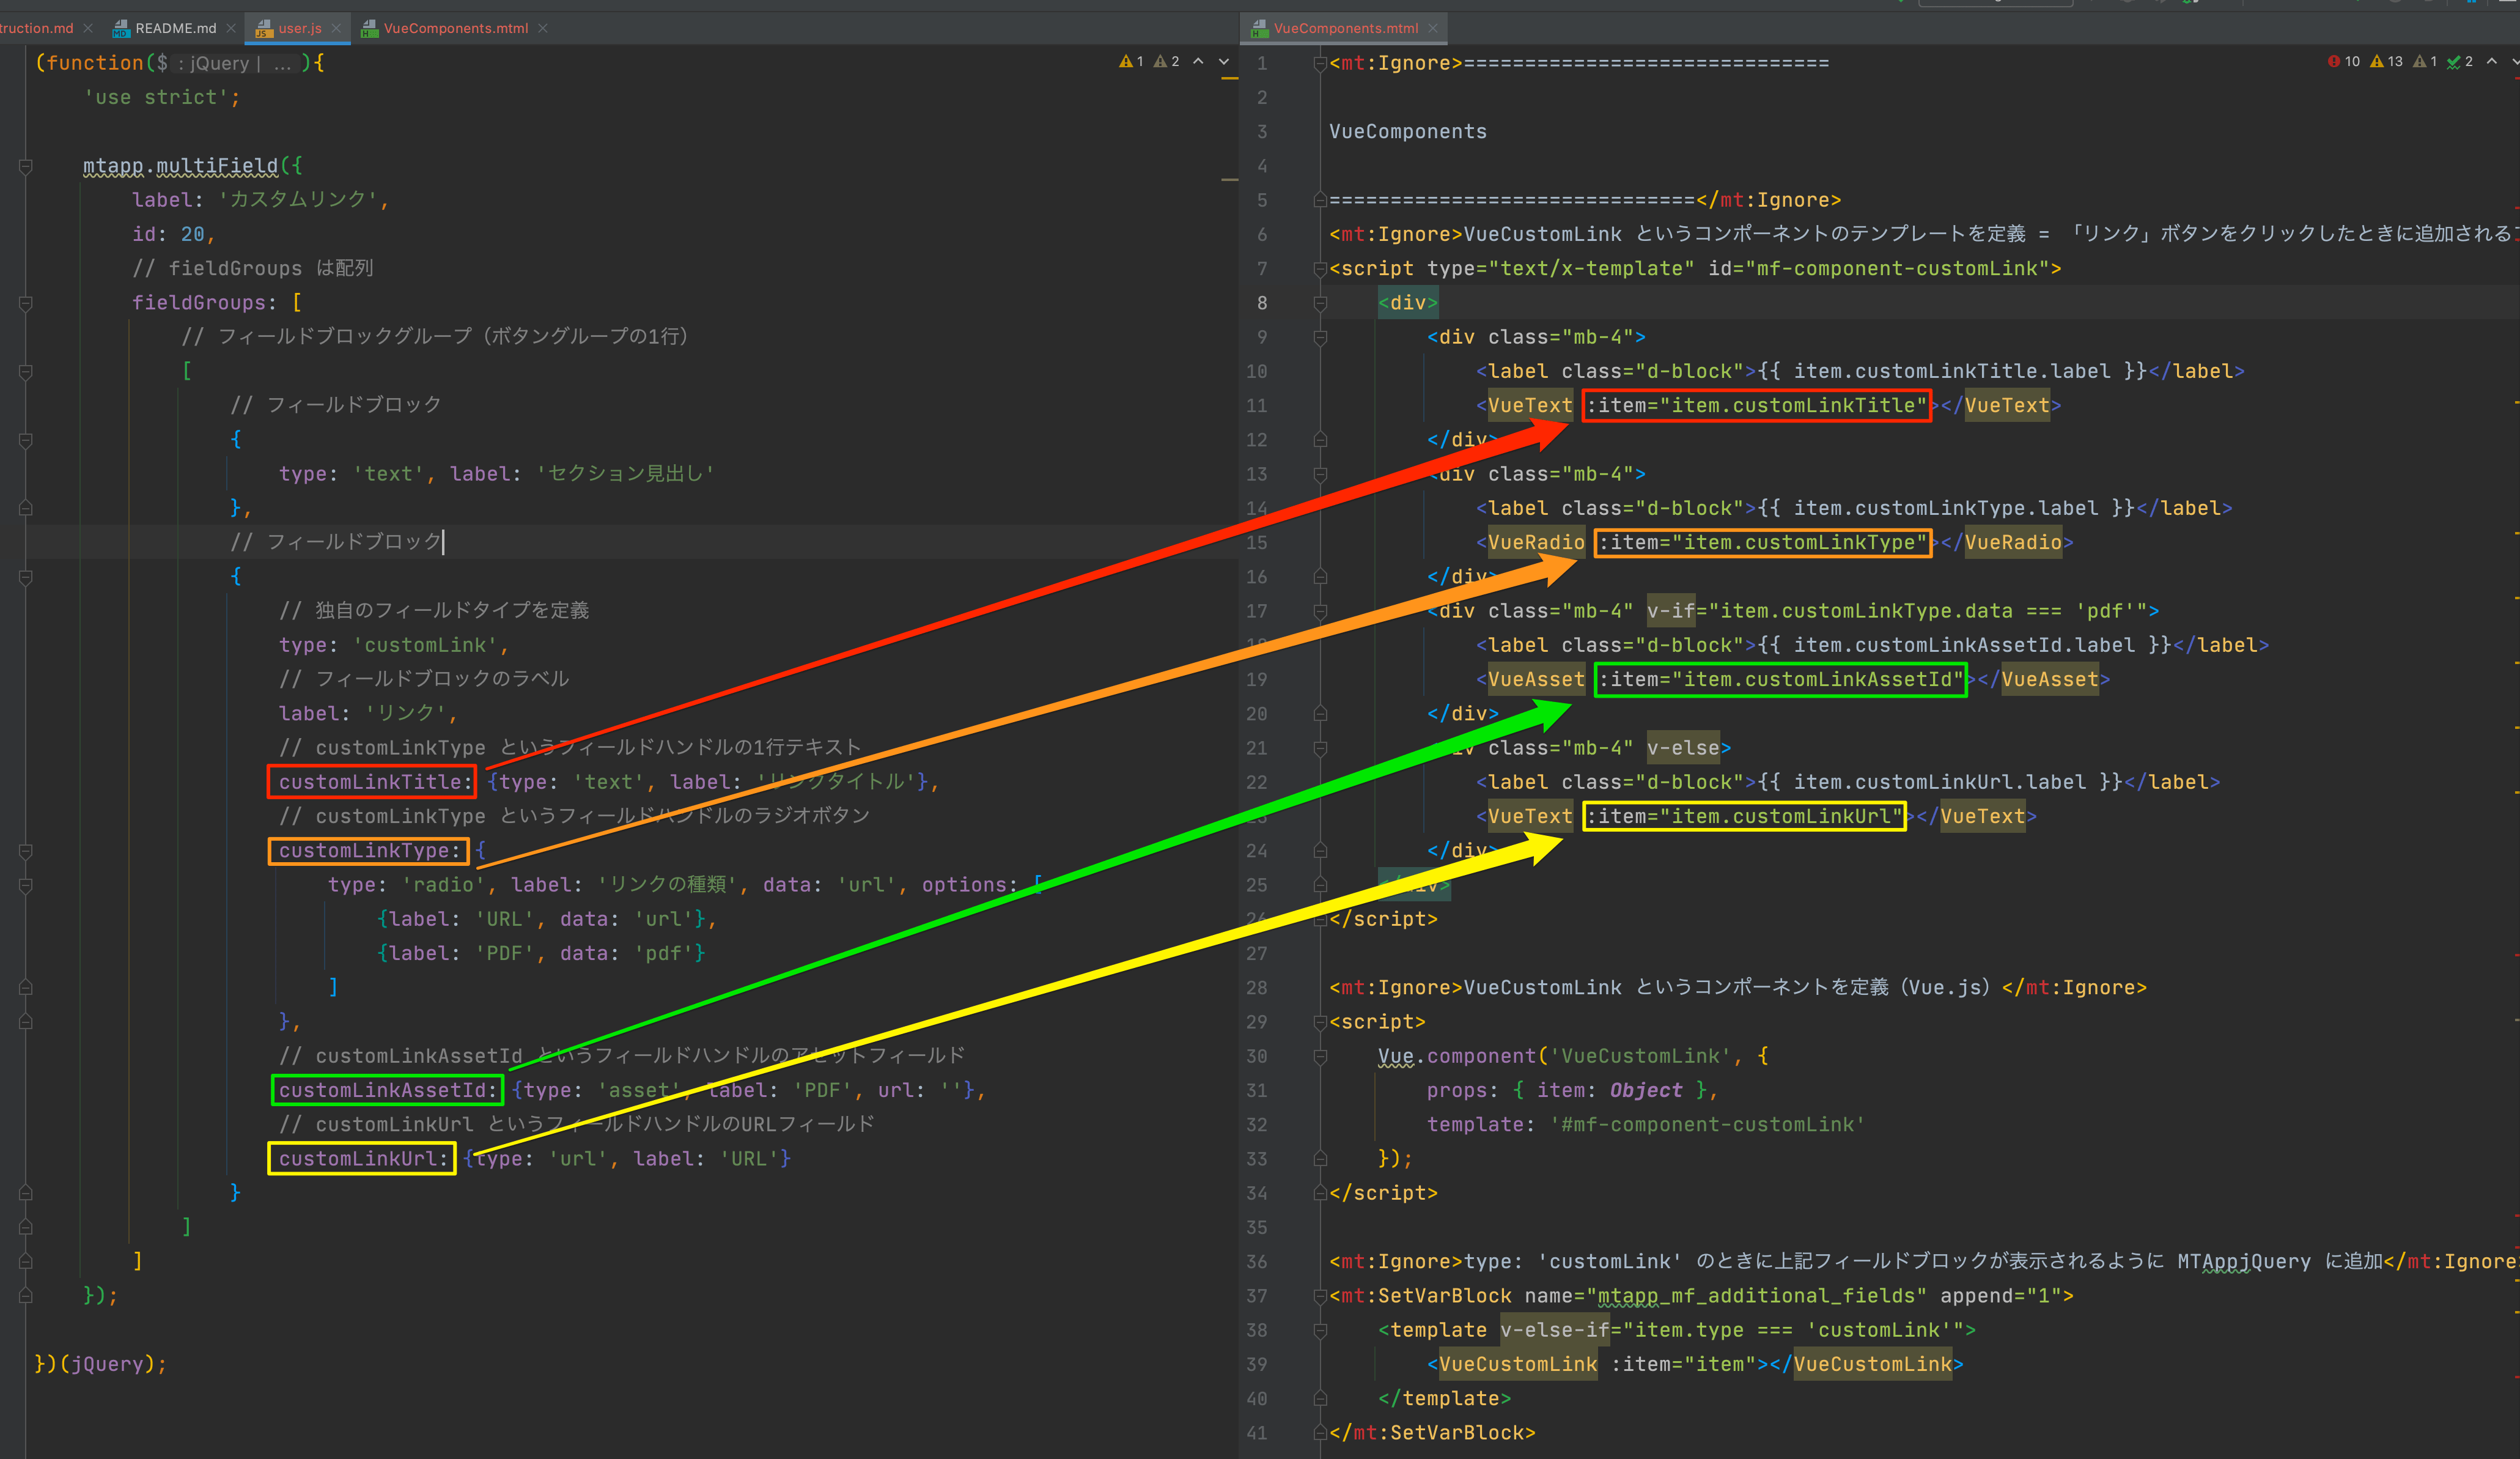 truction.md
README.md
user.js
VueComponents.mtml
(function($ : jQuery | ... ){
1 2
'use strict';
mtapp.multiField({
label: 'カスタムリンク',
id: 20,
// fieldGroups は配列
fieldGroups: [
// フィールドブロックグループ（ボタングループの1行）
[
// フィールドブロック
{
type: 'text', label: 'セクション見出し'
},
// フィールドブロック
{
// 独自のフィールドタイプを定義
type: 'customLink',
// フィールドブロックのラベル
label: 'リンク',
// customLinkType というフィールドハンドルの1行テキスト
customLinkTitle: {type: 'text', label: 'リンクタイトル'},
// customLinkType というフィールドハンドルのラジオボタン
customLinkType: {
type: 'radio', label: 'リンクの種類', data: 'url', options: [
{label: 'URL', data: 'url'},
{label: 'PDF', data: 'pdf'}
]
},
// customLinkAssetId というフィールドハンドルのアセットフィールド
customLinkAssetId: {type: 'asset', label: 'PDF', url: ''},
// customLinkUrl というフィールドハンドルのURLフィールド
customLinkUrl: {type: 'url', label: 'URL'}
}
]
]
});
})(jQuery);
VueComponents.mtml
10 13 1 2
1 <mt:Ignore>==============================
2
3 VueComponents
4
5 ==============================</mt:Ignore>
6 <mt:Ignore>VueCustomLink というコンポーネントのテンプレートを定義 = 「リンク」ボタンをクリックしたときに追加される
7 <script type="text/x-template" id="mf-component-customLink">
8 <div>
9 <div class="mb-4">
10 <label class="d-block">{{ item.customLinkTitle.label }}</label>
11 <VueText :item="item.customLinkTitle"></VueText>
12 </div>
13 <div class="mb-4">
14 <label class="d-block">{{ item.customLinkType.label }}</label>
15 <VueRadio :item="item.customLinkType"></VueRadio>
16 </div>
17 <div class="mb-4" v-if="item.customLinkType.data === 'pdf'">
18 <label class="d-block">{{ item.customLinkAssetId.label }}</label>
19 <VueAsset :item="item.customLinkAssetId"></VueAsset>
20 </div>
21 <div class="mb-4" v-else>
22 <label class="d-block">{{ item.customLinkUrl.label }}</label>
23 <VueText :item="item.customLinkUrl"></VueText>
24 </div>
25 </div>
26 </script>
27
28 <mt:Ignore>VueCustomLink というコンポーネントを定義（Vue.js）</mt:Ignore>
29 <script>
30 Vue.component('VueCustomLink', {
31 props: { item: Object },
32 template: '#mf-component-customLink'
33 });
34 </script>
35
36 <mt:Ignore>type: 'customLink' のときに上記フィールドブロックが表示されるように MTAppjQuery に追加</mt:Ignore
37 <mt:SetVarBlock name="mtapp_mf_additional_fields" append="1">
38 <template v-else-if="item.type === 'customLink'">
39 <VueCustomLink :item="item"></VueCustomLink>
40 </template>
41 </mt:SetVarBlock>